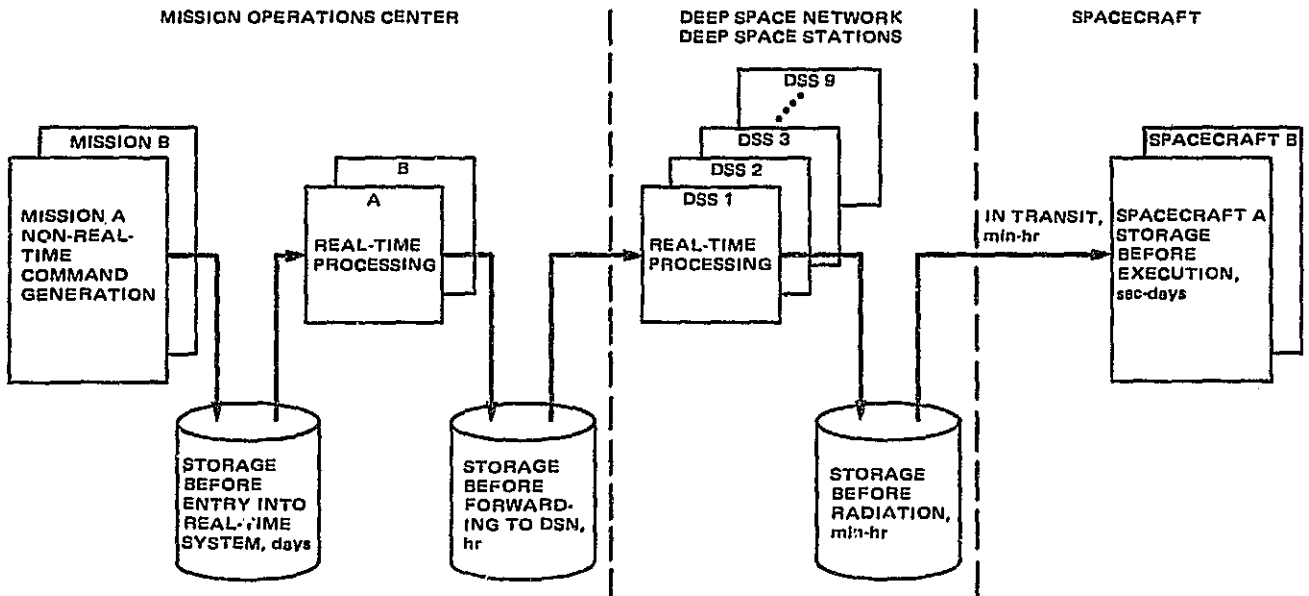 MISSION OPERATIONS CENTER
DEEP SPACE NETWORK
DEEP SPACE STATIONS
SPACECRAFT
MISSION B
MISSION A
NON-REAL-
TIME
COMMAND
GENERATION
B
A
REAL-TIME
PROCESSING
DSS 9
DSS 3
DSS 2
DSS 1
REAL-TIME
PROCESSING
IN TRANSIT,
min-hr
SPACECRAFT B
SPACECRAFT A
STORAGE
BEFORE
EXECUTION,
sec-days
STORAGE
BEFORE
ENTRY INTO
REAL-TIME
SYSTEM, days
STORAGE
BEFORE
FORWARD-
ING TO DSN,
hr
STORAGE
BEFORE
RADIATION,
min-hr